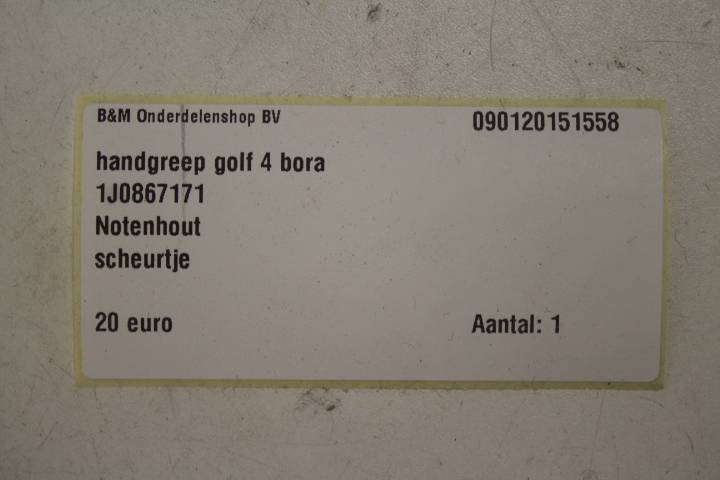 B&M Onderdelenshop BV 090120151558
handgreep golf 4 bora
1J0867171
Notenhout
scheurtje
20 euro Aantal: 1